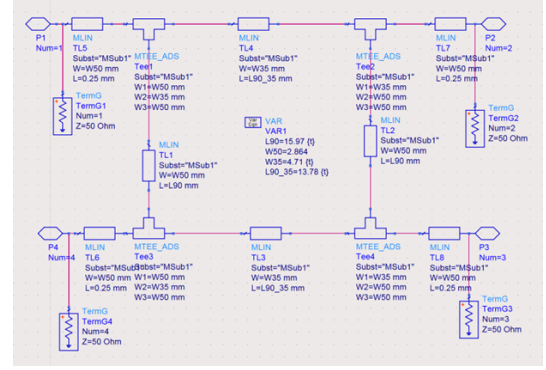 P1
Num=1
MLIN
TL5
Subst="MSub1"
W=W50 mm
L=0.25 mm
MTEE_ADS
Tee1
Subst="MSub1"
W1=W50 mm
W2=W35 mm
W3=W50 mm
MLIN
TL4
Subst="MSub1"
W=W35 mm
L=L90_35 mm
MTEE_ADS
Tee2
Subst="MSub1"
W1=W35 mm
W2=W50 mm
W3=W50 mm
MLIN
TL7
Subst="MSub1"
W=W50 mm
L=0.25 mm
P2
Num=2
TermG
TermG1
Num=1
Z=50 Ohm
TermG
TermG2
Num=2
Z=50 Ohm
MLIN
TL1
Subst="MSub1"
W=W50 mm
L=L90 mm
Var
Eqn
VAR
VAR1
L90=15.97 {t}
W50=2.864
W35=4.71 {t}
L90_35=13.78 {t}
MLIN
TL2
Subst="MSub1"
W=W50 mm
L=L90 mm
P4
Num=4
MLIN
TL6
Subst="MSub1"
W=W50 mm
L=0.25 mm
MTEE_ADS
Tee3
Subst="MSub1"
W1=W50 mm
W2=W35 mm
W3=W50 mm
MLIN
TL3
Subst="MSub1"
W=W35 mm
L=L90_35 mm
MTEE_ADS
Tee4
Subst="MSub1"
W1=W35 mm
W2=W50 mm
W3=W50 mm
MLIN
TL8
Subst="MSub1"
W=W50 mm
L=0.25 mm
P3
Num=3
TermG
TermG4
Num=4
Z=50 Ohm
TermG
TermG3
Num=3
Z=50 Ohm